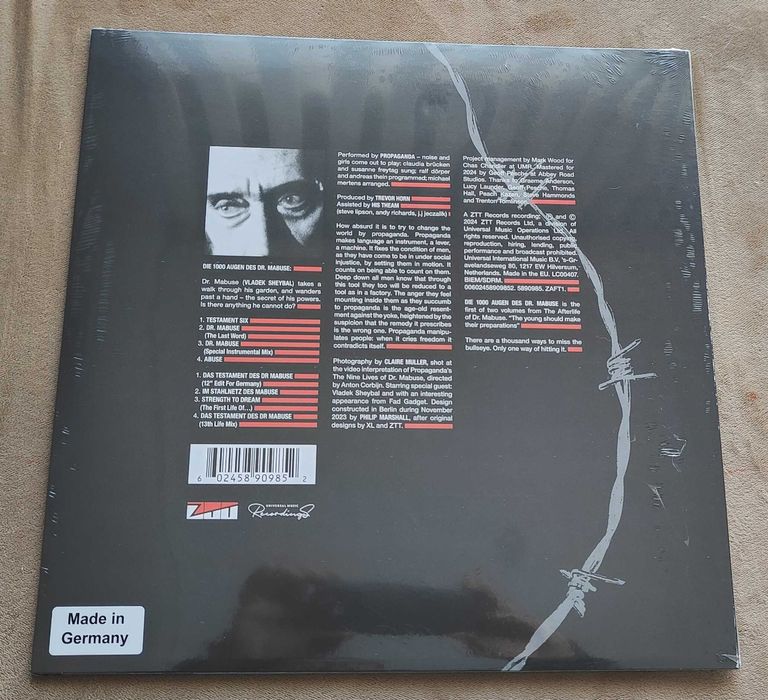 DIE 1000 AUGEN DES DR. MABUSE:
Dr. Mabuse (VLADEK SHEYBAL) takes a
walk through his garden, and wanders
past a hand – the secret of his powers.
Is there anything he cannot do?
1. TESTAMENT SIX
2. DR. MABUSE
(The Last Word)
3. DR. MABUSE
(Special Instrumental Mix)
4. ABUSE
1. DAS TESTAMENT DES DR MABUSE
(12" Edit For Germany)
2. IM STAHLNETZ DES MABUSE
3. STRENGTH TO DREAM
(The First Life Of...)
4. DAS TESTAMENT DES DR MABUSE
(13th Life Mix)
6 02458 90985 2
ZTT
UNIVERSAL MUSIC
Recordings
Made in
Germany
Performed by PROPAGANDA – noise and
girls come out to play: claudia brücken
and susanne freytag sung; ralf dörper
and andreas thein programmed; michael
mertens arranged.
Produced by TREVOR HORN
Assisted by HIS THEAM
(steve lipson, andy richards, j.j jeczalik)
How absurd it is to try to change the
world by propaganda. Propaganda
makes language an instrument, a lever,
a machine. It fixes the condition of men,
as they have come to be in under social
injustice, by setting them in motion. It
counts on being able to count on them.
Deep down all men know that through
this tool they too will be reduced to a
tool as in a factory. The anger they feel
mounting inside them as they succumb
to propaganda is the age-old resent-
ment against the yoke, heightened by the
suspicion that the remedy it prescribes
is the wrong one. Propaganda manipu-
lates people: when it cries freedom it
contradicts itself.
Photography by CLAIRE MULLER, shot at
the video interpretation of Propaganda's
The Nine Lives of Dr. Mabuse, directed
by Anton Corbijn. Starring special guest:
Vladek Sheybal and with an interesting
appearance from Fad Gadget. Design
constructed in Berlin during November
2023 by PHILIP MARSHALL, after original
designs by XL and ZTT.
Project management by Mark Wood for
Chas Chandler at UMR. Mastered for
2024 by Geoff Pesche at Abbey Road
Studios. Thanks to Graeme Anderson,
Lucy Launder, Geoff Pesche, Thomas
Hall, Peach Kazen, Steve Hammonds
and Trentor Tomlinson.
A ZTT Records recording; Ⓟ and ©
2024 ZTT Records Ltd, a division of
Universal Music Operations Ltd. All
rights reserved. Unauthorised copying,
reproduction, hiring, lending, public
performance and broadcast prohibited.
Universal International Music B.V, 's-Gr-
avelandseweg 80, 1217 EW Hilversum,
Netherlands. Made in the EU. LC00407.
BIEM/SDRM.
00602458909852. 5890985. ZAFT1.
DIE 1000 AUGEN DES DR. MABUSE is the
first of two volumes from The Afterlife
of Dr. Mabuse. "The young should make
their preparations"
There are a thousand ways to miss the
bullseye. Only one way of hitting it.